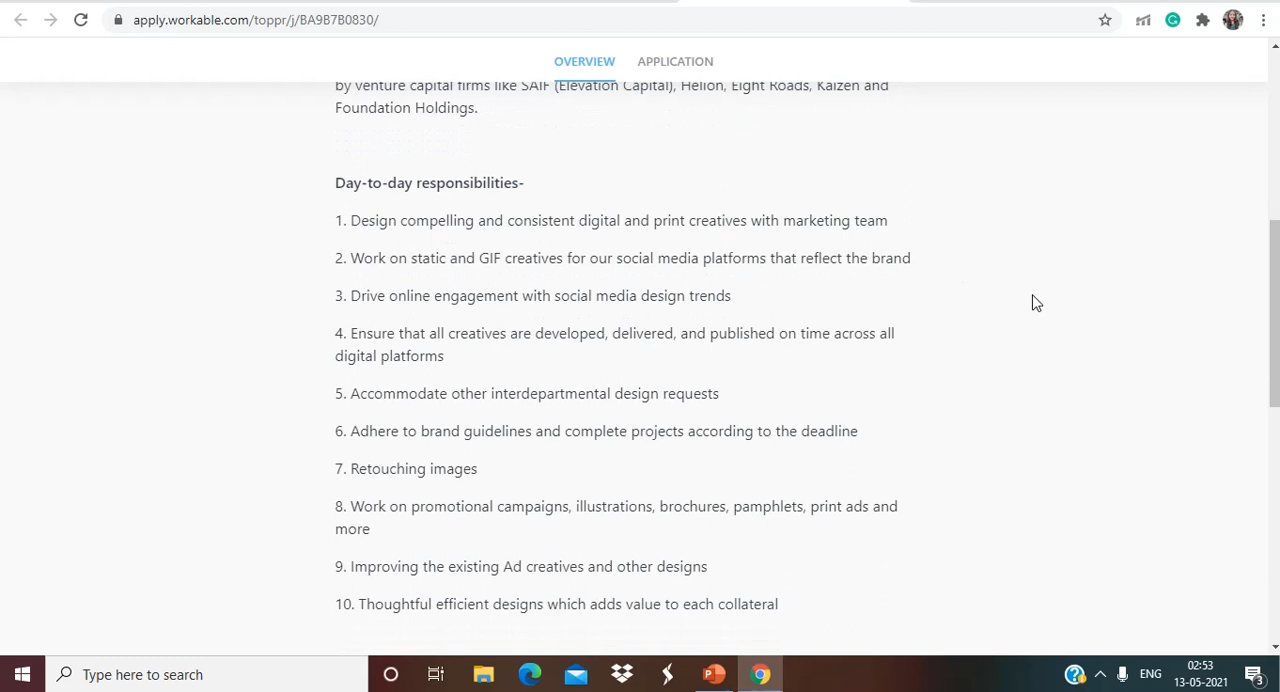 apply.workable.com/toppr/j/BA9B7B0830/
OVERVIEW APPLICATION
by venture capital firms like SAIF (Elevation Capital), Helion, Eight Roads, Kaizen and
Foundation Holdings.
Day-to-day responsibilities-
1. Design compelling and consistent digital and print creatives with marketing team
2. Work on static and GIF creatives for our social media platforms that reflect the brand
3. Drive online engagement with social media design trends
4. Ensure that all creatives are developed, delivered, and published on time across all
digital platforms
5. Accommodate other interdepartmental design requests
6. Adhere to brand guidelines and complete projects according to the deadline
7. Retouching images
8. Work on promotional campaigns, illustrations, brochures, pamphlets, print ads and
more
9. Improving the existing Ad creatives and other designs
10. Thoughtful efficient designs which adds value to each collateral
Type here to search
ENG
02:53
13-05-2021
3